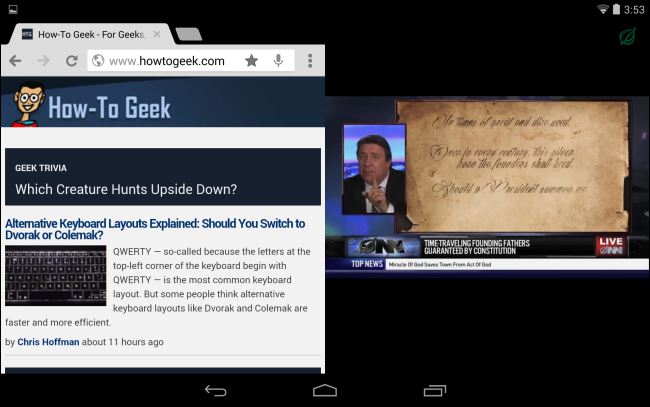 3:53
How-To Geek - For Geeks,
www.howtogeek.com
How-To Geek
GEEK TRIVIA
Which Creature Hunts Upside Down?
Alternative Keyboard Layouts Explained: Should You Switch to
Dvorak or Colemak?
QWERTY — so-called because the letters at the
top-left corner of the keyboard begin with
QWERTY — is the most common keyboard
layout. But some people think alternative
keyboard layouts like Dvorak and Colemak are
faster and more efficient.
by Chris Hoffman about 11 hours ago
In times of great and dire need,
Once in every century, this silver
horn the founders shall heed,
Should a President summon me
TIME-TRAVELING FOUNDING FATHERS
GUARANTEED BY CONSTITUTION
LIVE
TOP NEWS
Miracle Of God Saves Town From Act Of God